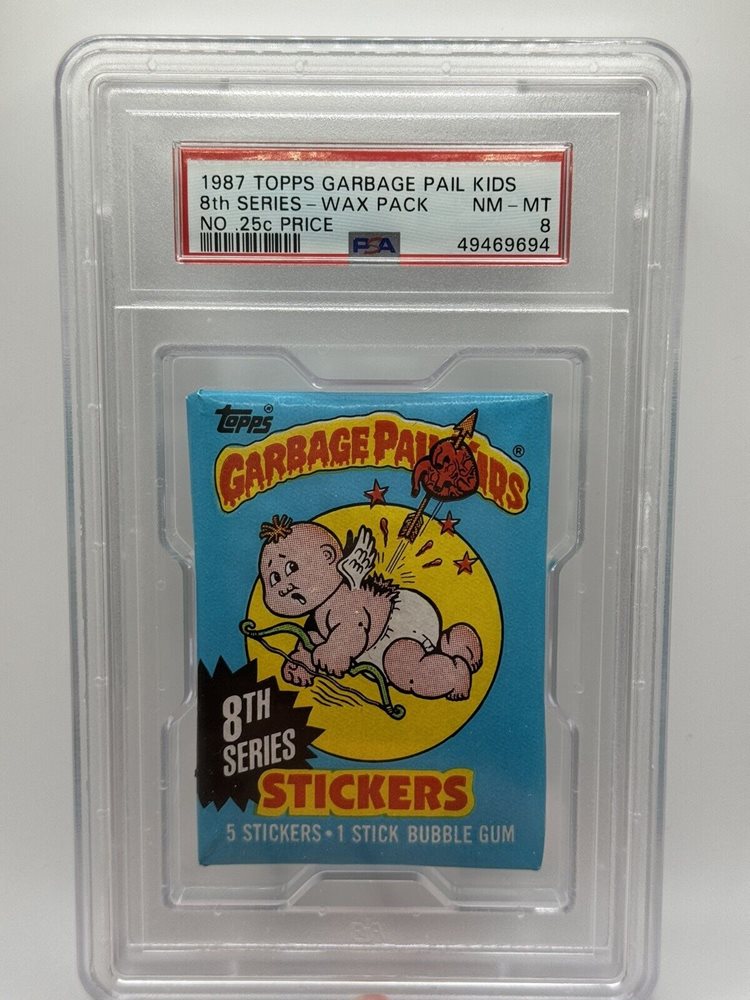 1987 TOPPS GARBAGE PAIL KIDS
8th SERIES - WAX PACK NM - MT
NO .25c PRICE 8
PSA 49469694
TOPPS®
GARBAGE PAIL KIDS®
8TH
SERIES
STICKERS
5 STICKERS • 1 STICK BUBBLE GUM